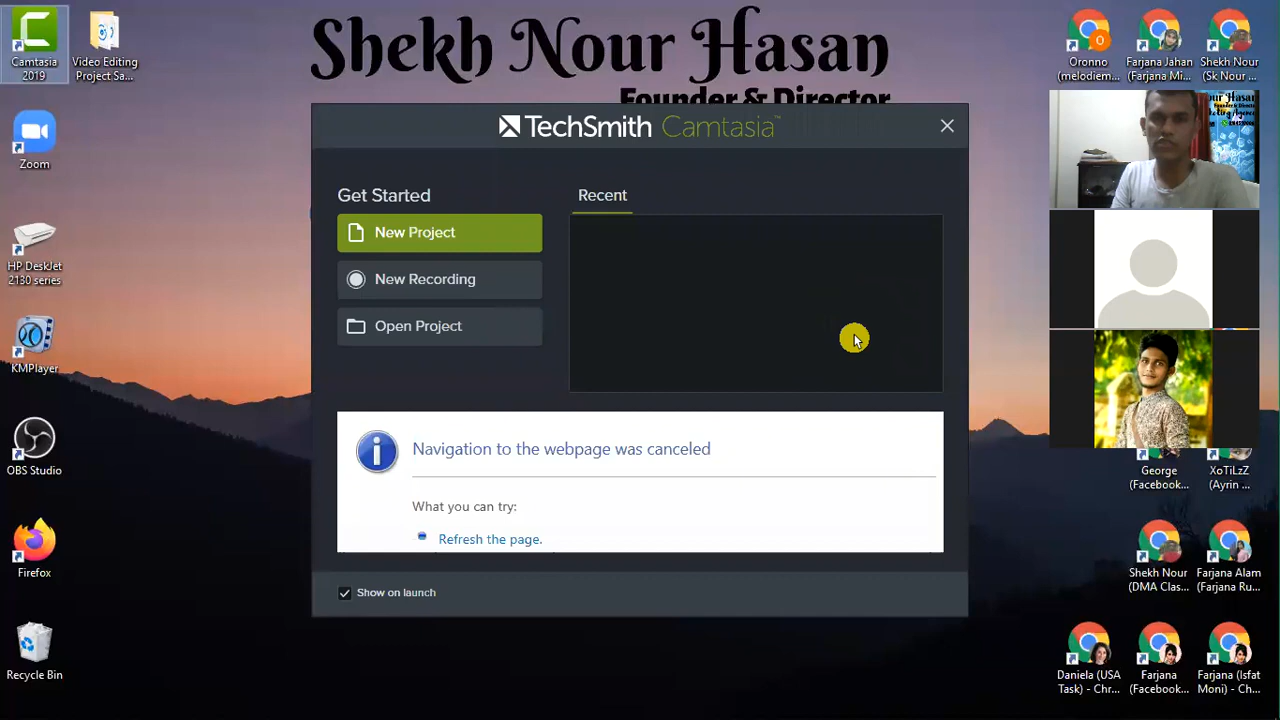 Shekh Nour Hasan
Founder & Director
Camtasia
2019
Video Editing
Project Sa...
Zoom
HP DeskJet
2130 series
KMPlayer
OBS Studio
Firefox
Recycle Bin
TechSmith Camtasia™
Get Started
New Project
New Recording
Open Project
Recent
Navigation to the webpage was canceled
What you can try:
Refresh the page.
Show on launch
Oronno
(melodiem...
Farjana Jahan
(Farjana Mi...
Shekh Nour
(Sk Nour ...
George
(Facebook...
XoTiLzZ
(Ayrin ...
Shekh Nour
(DMA Clas...
Farjana Alam
(Farjana Ru...
Daniela (USA
Task) - Chr...
Farjana
(Facebook...
Farjana (Isfat
Moni) - Ch...